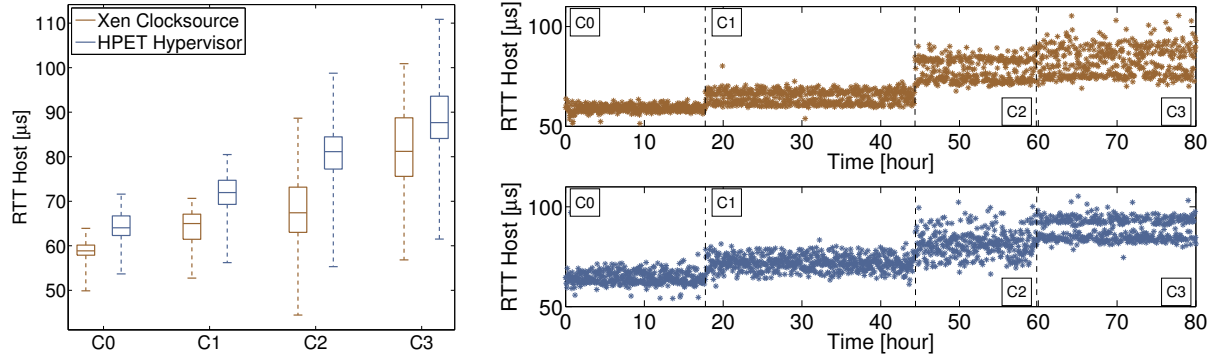 RTT Host [μs]
110
100
90
80
70
60
50
Xen Clocksource
HPET Hypervisor
C0 C1 C2 C3
RTT Host [μs]
100
50
C0 C1
C2 C3
0 10 20 30 40 50 60 70 80
Time [hour]
RTT Host [μs]
100
50
C0 C1
C2 C3
0 10 20 30 40 50 60 70 80
Time [hour]